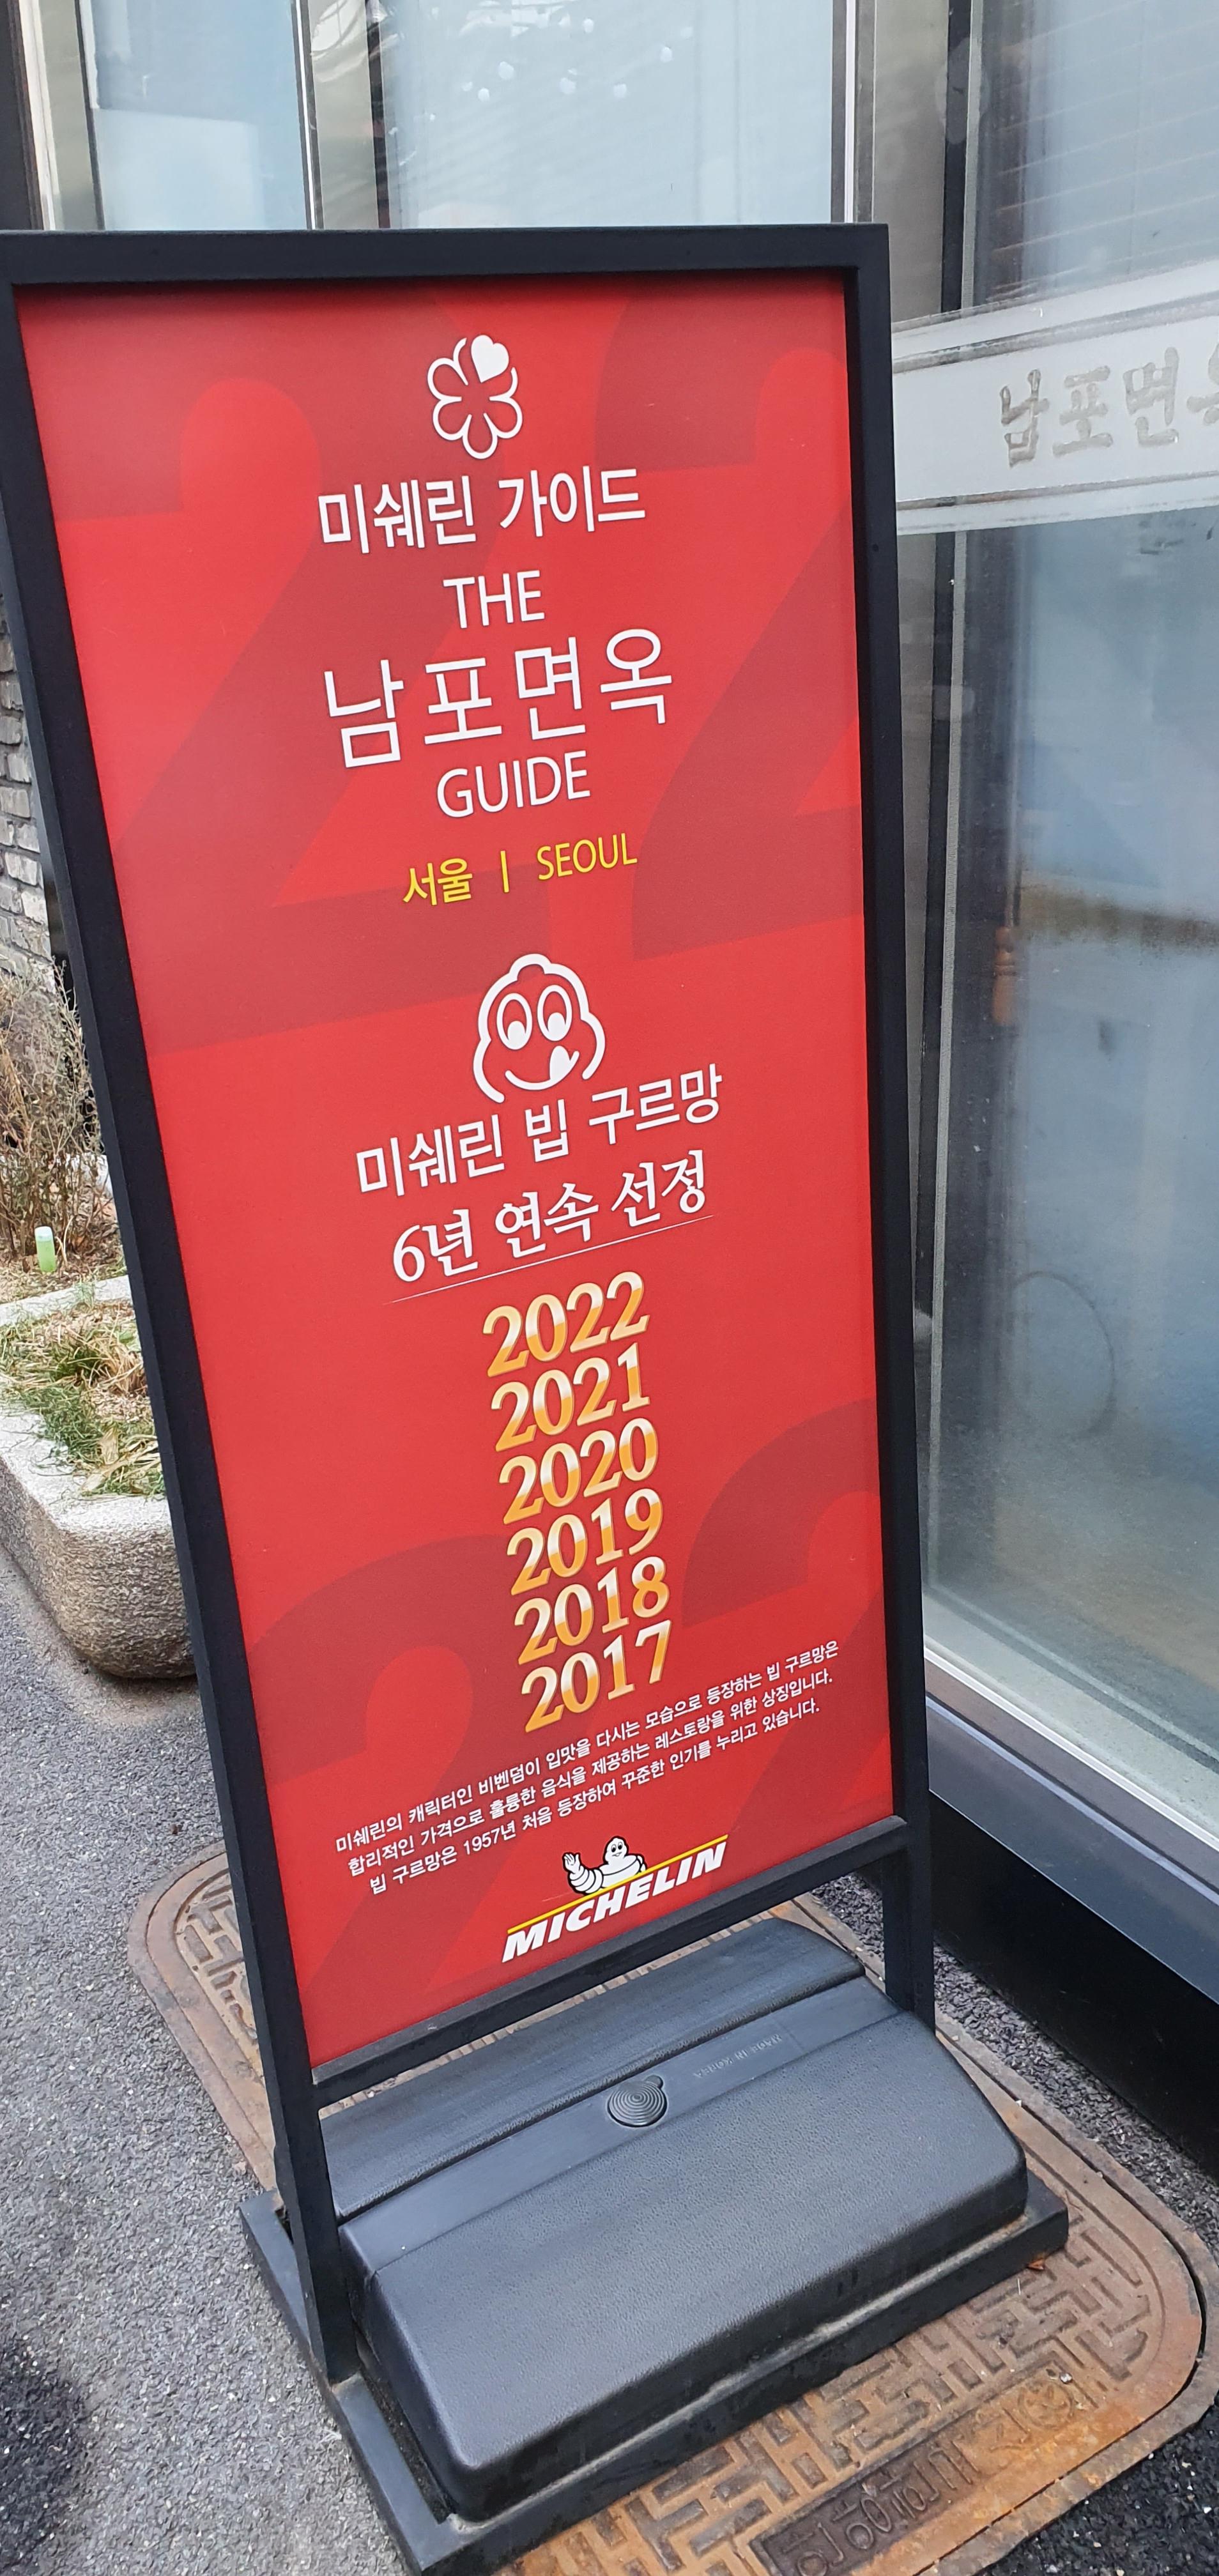 미쉐린 가이드
THE
남포면옥
GUIDE
서울 | SEOUL
미쉐린 빕 구르망
6년 연속 선정
2022
2021
2020
2019
2018
2017
미쉐린의 캐릭터인 비벤덤이 입맛을 다시는 모습으로 등장하는 빕 구르망은
합리적인 가격으로 훌륭한 음식을 제공하는 레스토랑을 위한 상징입니다.
빕 구르망은 1957년 처음 등장하여 꾸준한 인기를 누리고 있습니다.
MICHELIN
남포면옥